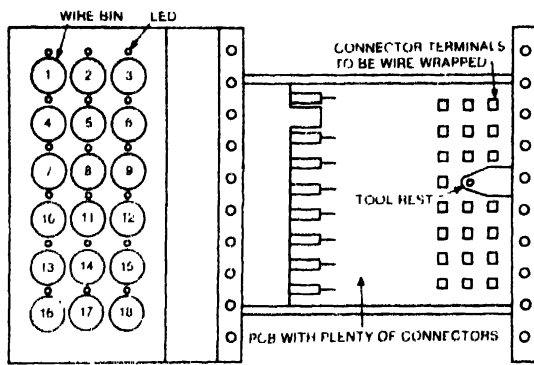 WIRE BIN
LED
CONNECTOR TERMINALS
TO BE WIRE WRAPPED
1 2 3
4 5 6
7 8 9
10 11 12
13 14 15
16 17 18
TOOL REST
PCB WITH PLENTY OF CONNECTORS